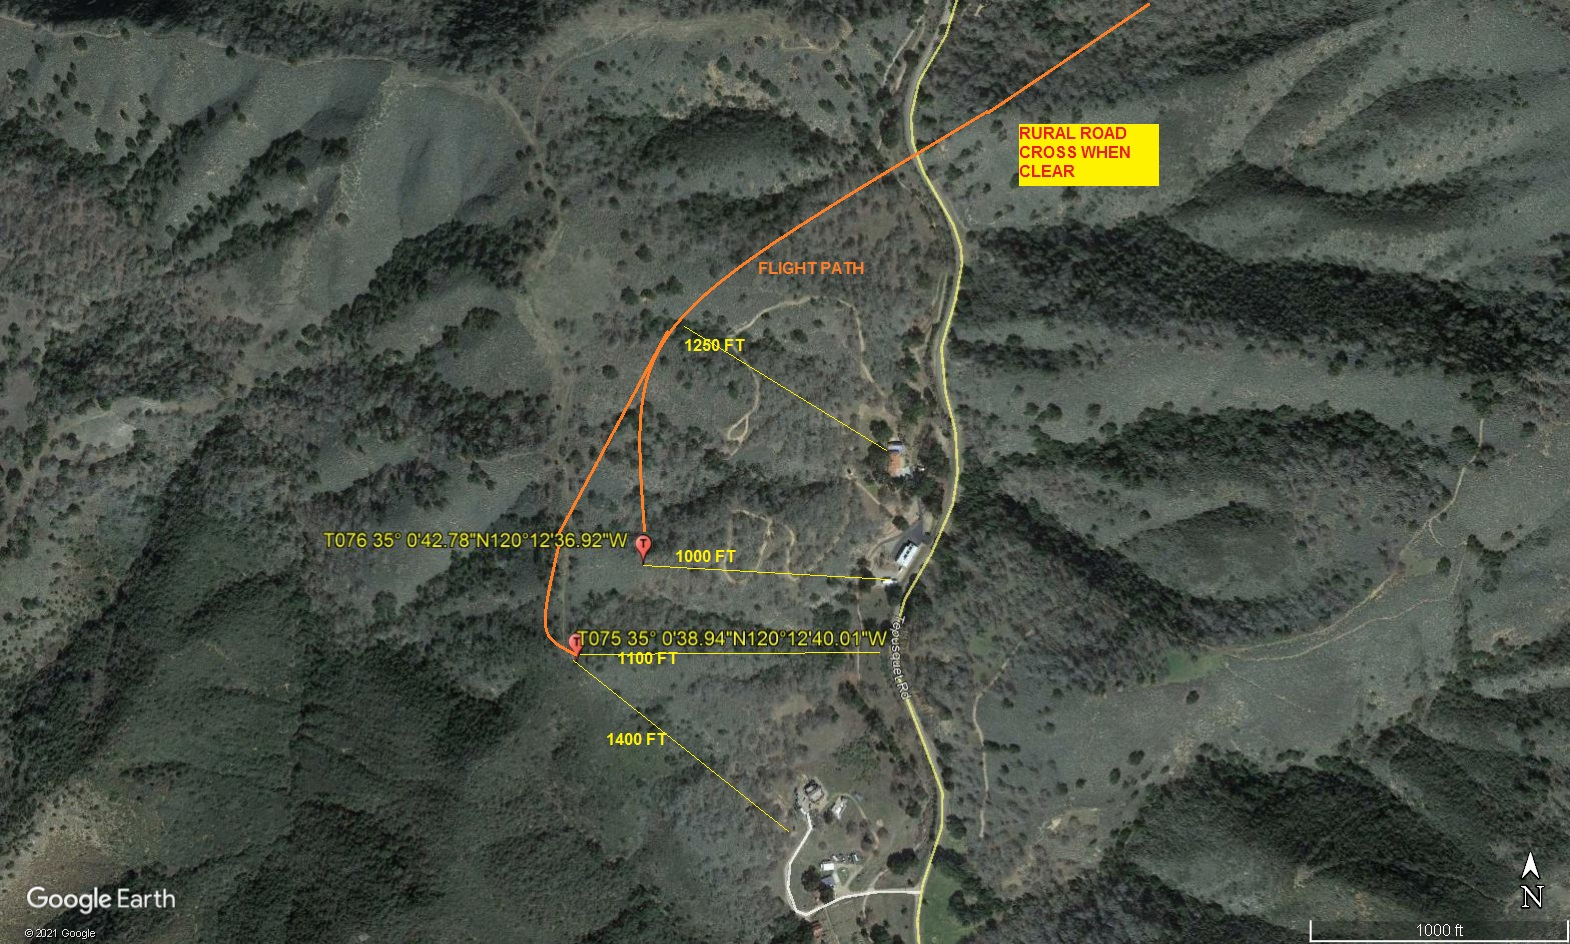 RURAL ROAD
CROSS WHEN
CLEAR
FLIGHT PATH
1250 FT
T076 35° 0'42.78"N120°12'36.92"W
T
1000 FT
T
T075 35° 0'38.94"N120°12'40.01"W
1100 FT
Tepusquet Rd
1400 FT
Google Earth
© 2021 Google
N
1000 ft